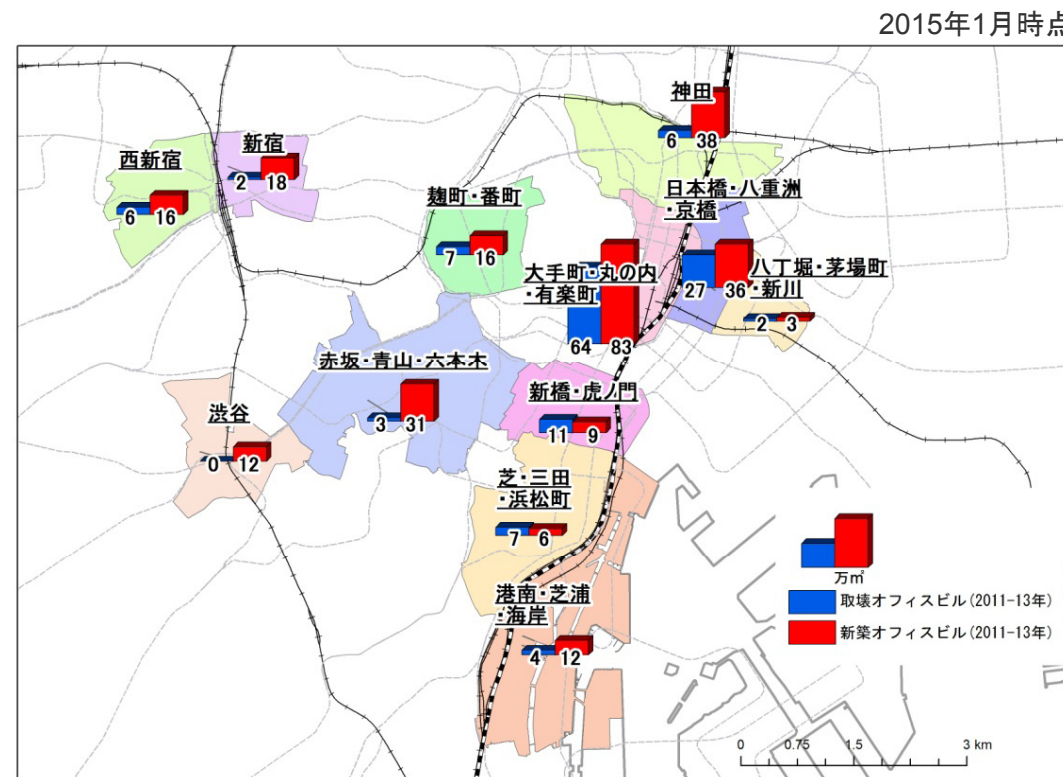 2015年1月時点
神田
6 38
新宿
2 18
西新宿
6 16
麹町・番町
7 16
日本橋・八重洲
・京橋
27 36
大手町・丸の内
・有楽町
64 83
八丁堀・茅場町
・新川
2 3
赤坂・青山・六本木
3 31
新橋・虎ノ門
11 9
渋谷
0 12
芝・三田
・浜松町
7 6
港南・芝浦
・海岸
4 12
万㎡
取壊オフィスビル(2011-13年)
新築オフィスビル(2011-13年)
0 0.75 1.5 3 km